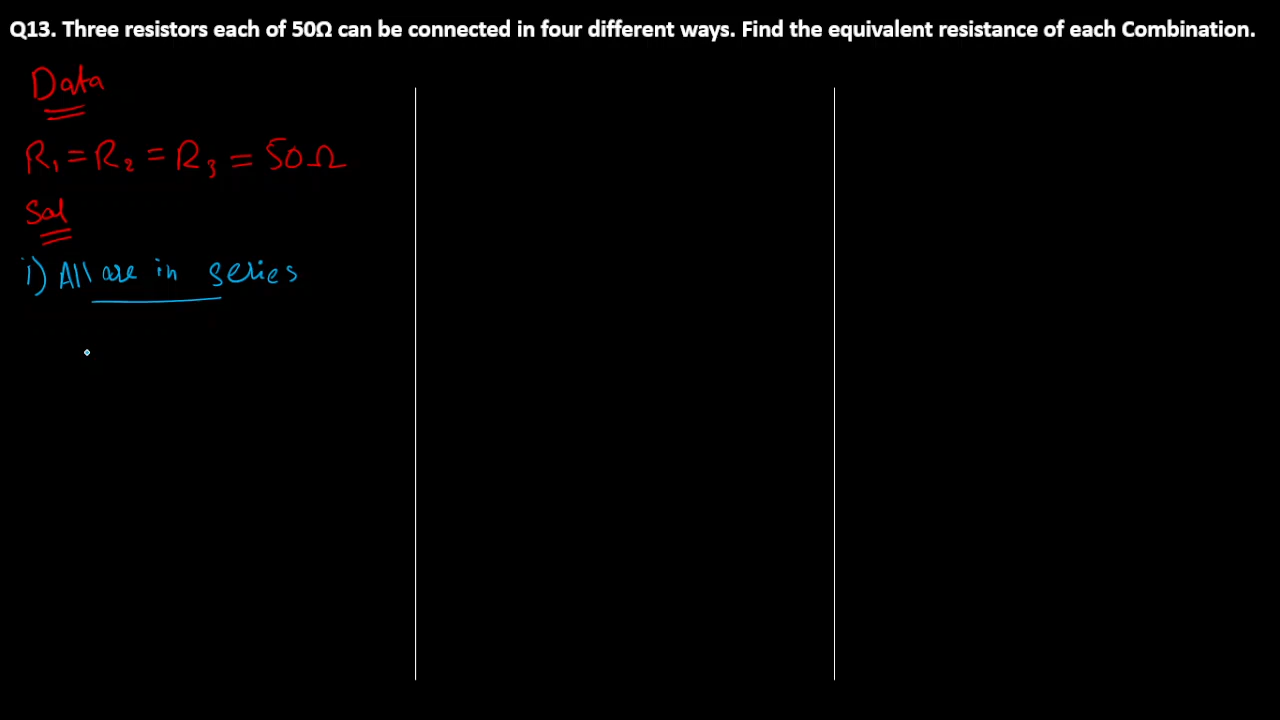 Q13. Three resistors each of 50Ω can be connected in four different ways. Find the equivalent resistance of each Combination.
Data
R₁ = R₂ = R₃ = 50Ω
Sol
i) All are in series